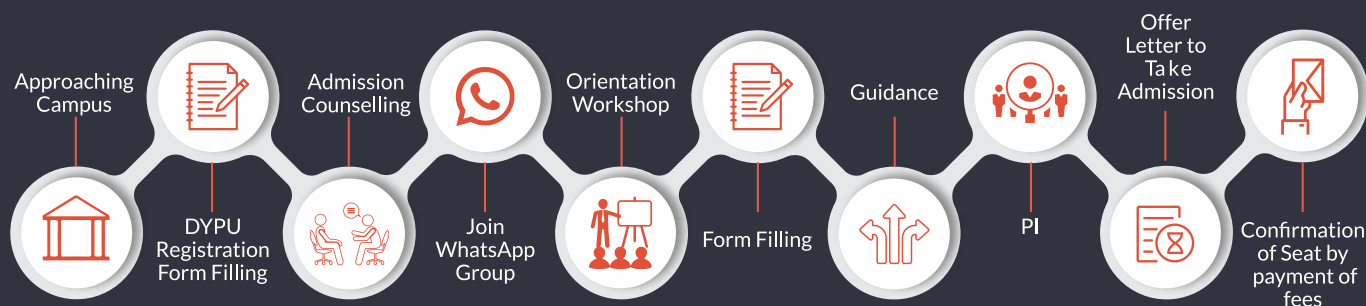 Approaching
Campus
DYPU
Registration
Form Filling
Admission
Counselling
Join
WhatsApp
Group
Orientation
Workshop
Form Filling
Guidance
PI
Offer
Letter to
Take
Admission
Confirmation
of Seat by
payment of
fees